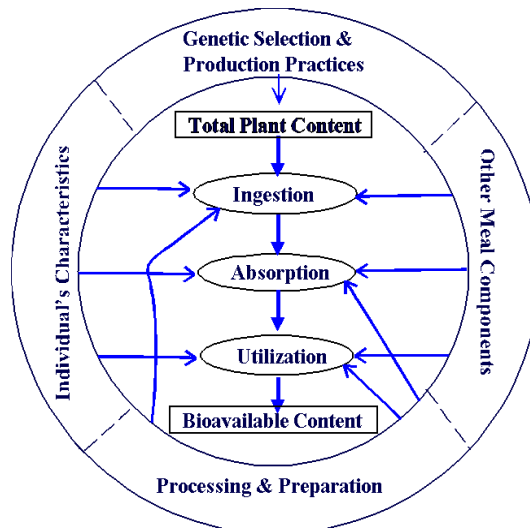 Genetic Selection &
Production Practices
Total Plant Content
Individual's Characteristics
Other Meal Components
Ingestion
Absorption
Utilization
Bioavailable Content
Processing & Preparation